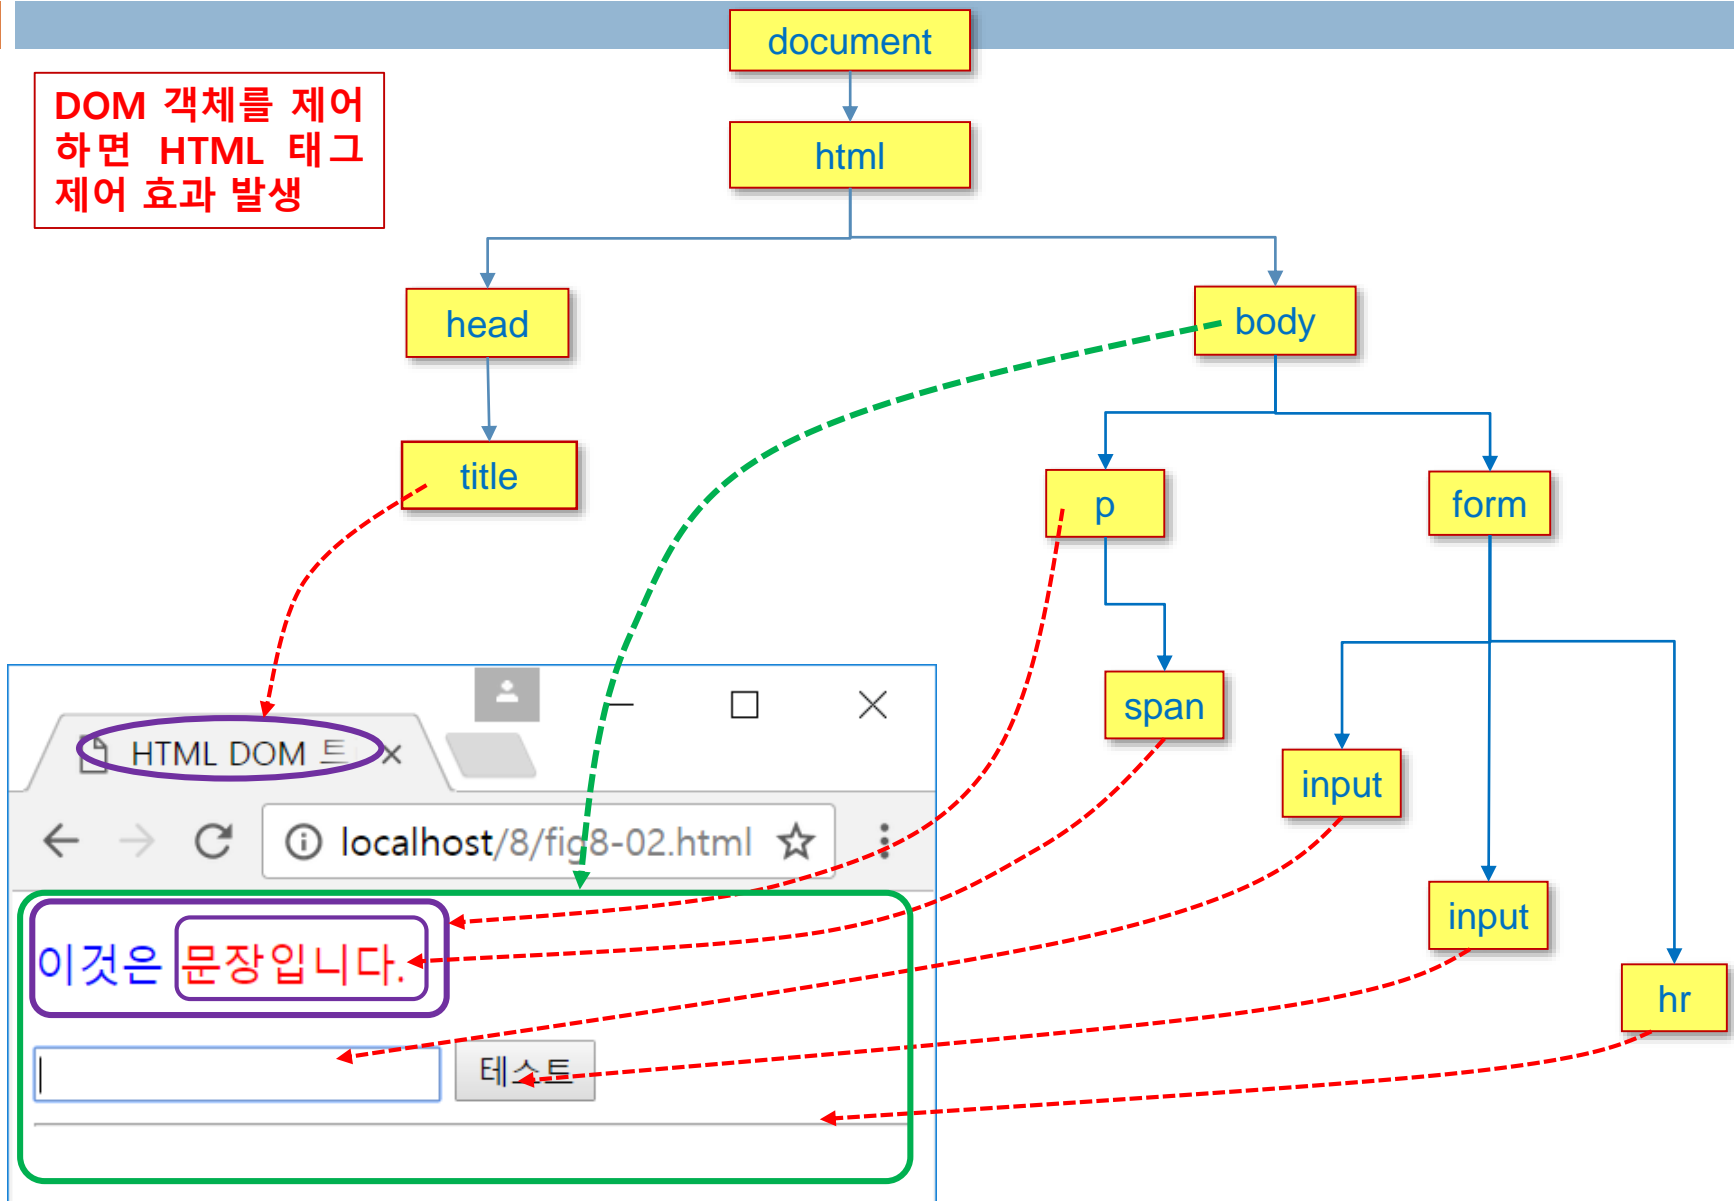 document
DOM 객체를 제어
하면 HTML 태그
제어 효과 발생
html
head
body
title
p
form
span
input
input
hr
HTML DOM 트
localhost/8/fig8-02.html
이것은 문장입니다.
테스트